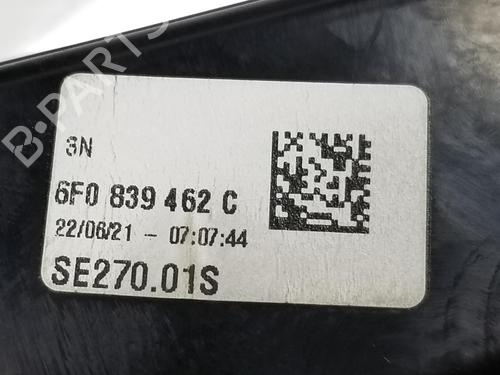 B-PARTS
3N
6F0 839 462 C
22/06/21 - 07:07:44
SE270.01S